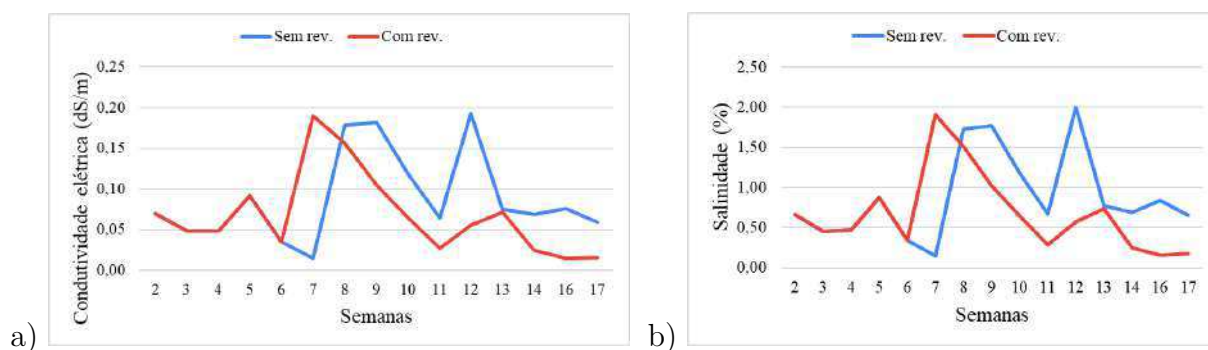 a)
Sem rev. Com rev.
Condutividade elétrica (dS/m)
0,25
0,20
0,15
0,10
0,05
0,00
2 3 4 5 6 7 8 9 10 11 12 13 14 16 17
Semanas
b)
Sem rev. Com rev.
Salinidade (%)
2.50
2.00
1.50
1.00
0.50
0.00
2 3 4 5 6 7 8 9 10 11 12 13 14 16 17
Semanas